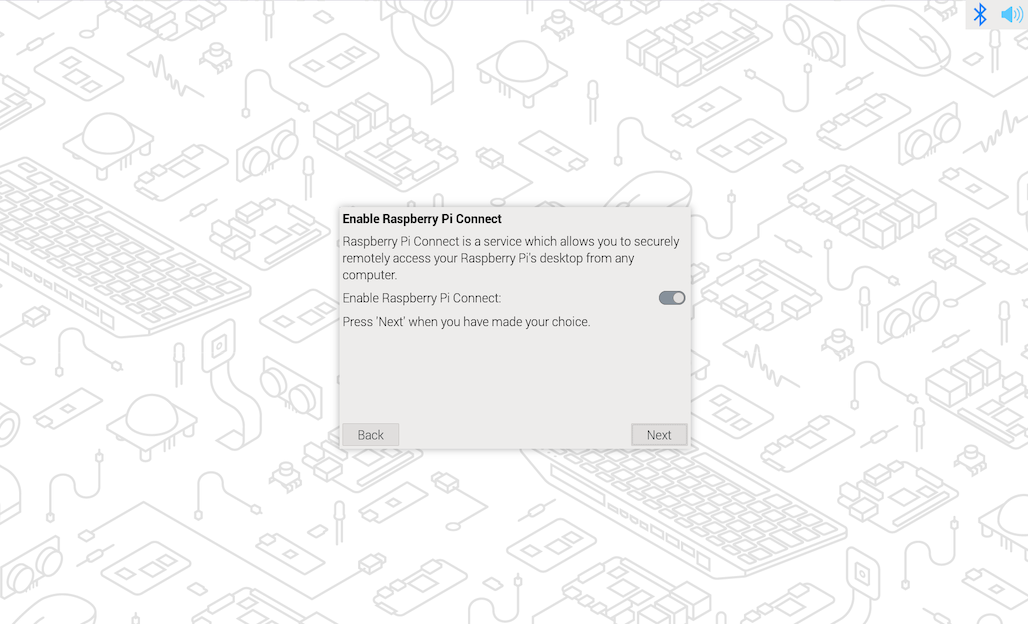 Enable Raspberry Pi Connect
Raspberry Pi Connect is a service which allows you to securely
remotely access your Raspberry Pi's desktop from any
computer.
Enable Raspberry Pi Connect:
Press 'Next' when you have made your choice.
Back
Next